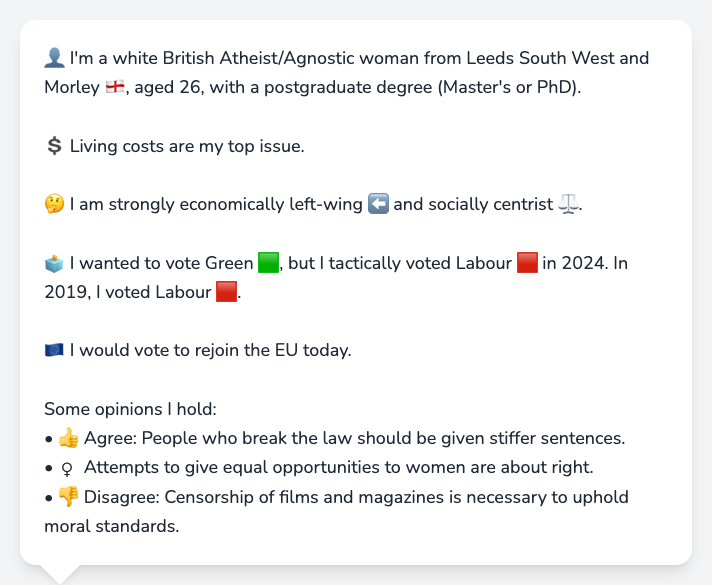 👤 I'm a white British Atheist/Agnostic woman from Leeds South West and
Morley 🏴󠁧󠁢󠁥󠁮󠁧󠁿, aged 26, with a postgraduate degree (Master's or PhD).
💲 Living costs are my top issue.
🤔 I am strongly economically left-wing ⬅️ and socially centrist ⚖️.
🗳️ I wanted to vote Green 🟩, but I tactically voted Labour 🟥 in 2024. In
2019, I voted Labour 🟥.
🇪🇺 I would vote to rejoin the EU today.
Some opinions I hold:
• 👍 Agree: People who break the law should be given stiffer sentences.
• ♀ Attempts to give equal opportunities to women are about right.
• 👎 Disagree: Censorship of films and magazines is necessary to uphold
moral standards.